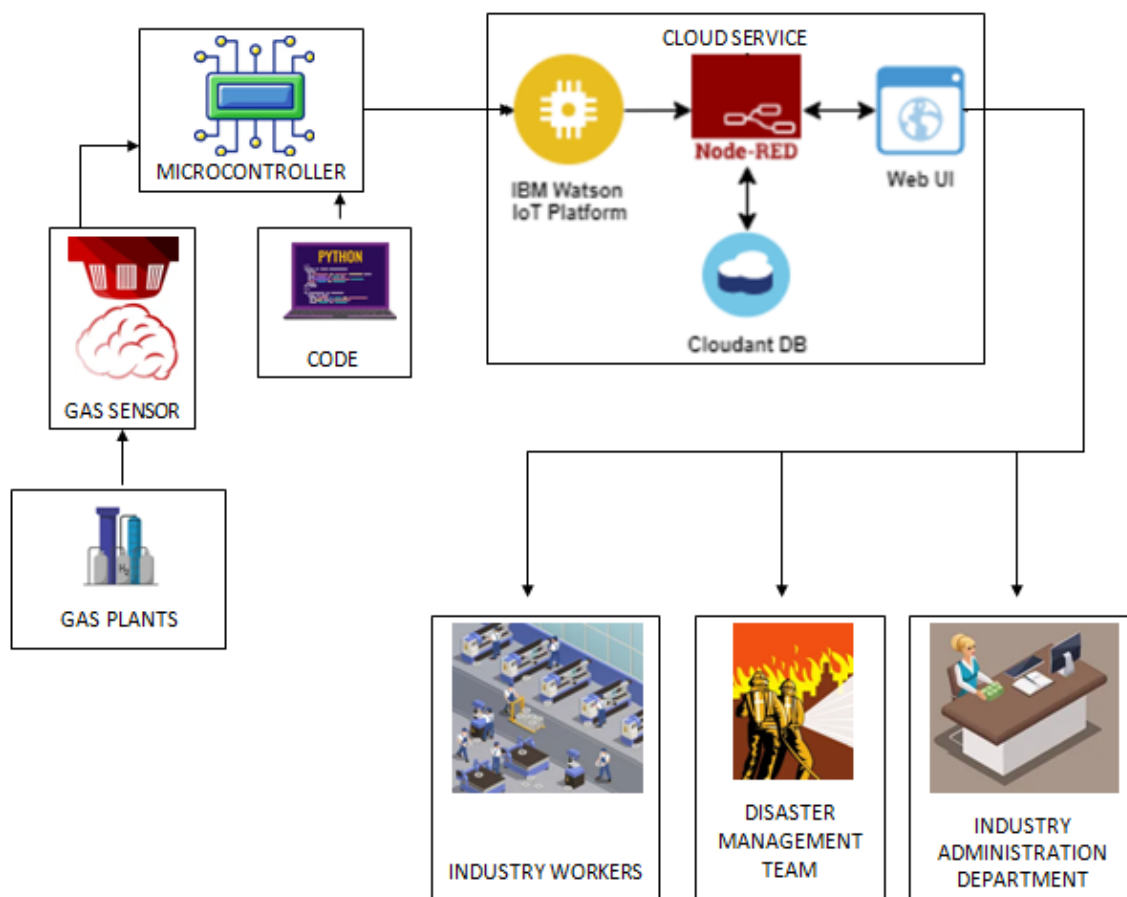 CLOUD SERVICE
MICROCONTROLLER
Node-RED
IBM Watson
IoT Platform
Web UI
PYTHON
Cloudant DB
CODE
GAS SENSOR
H2
GAS PLANTS
INDUSTRY WORKERS
DISASTER
MANAGEMENT
TEAM
INDUSTRY
ADMINISTRATION
DEPARTMENT